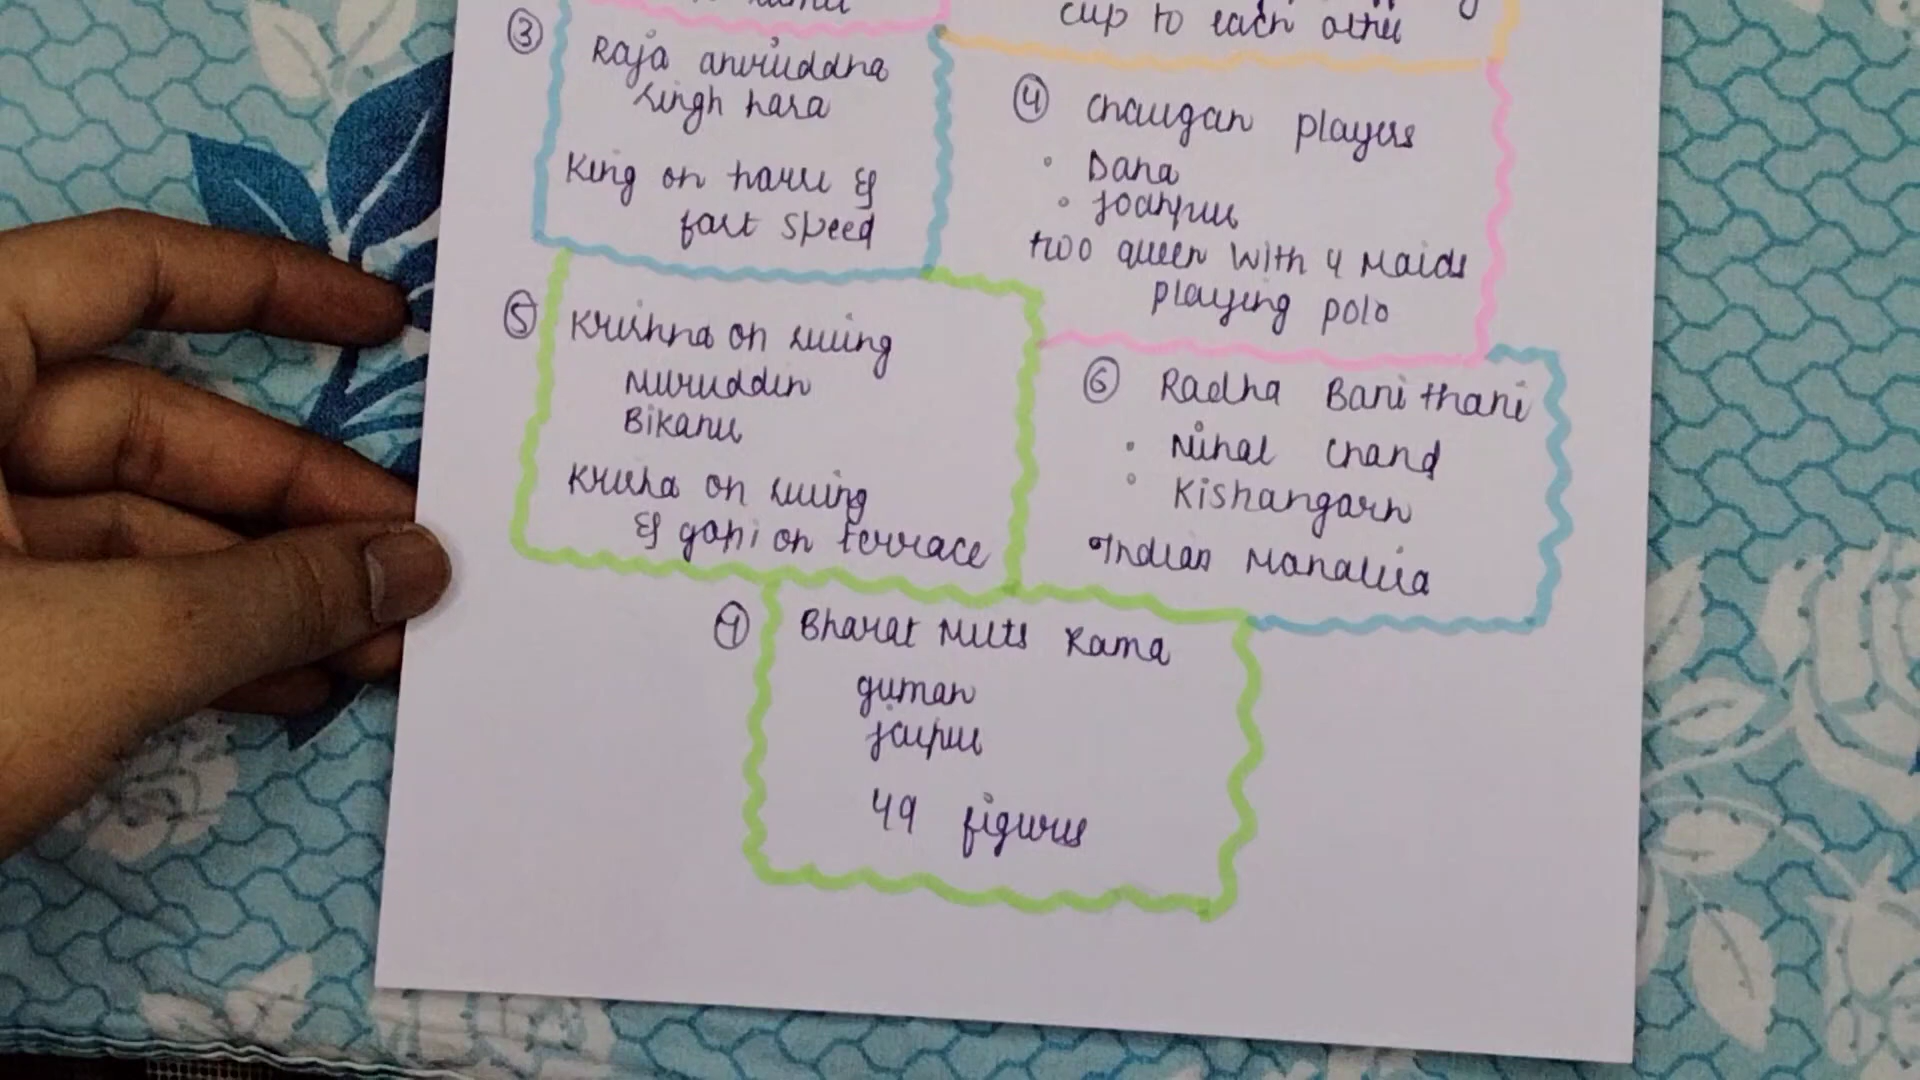 cup to each other
③
Raja aniruddha
singh hara
King on horse &
fast speed
④ chaugan players
• Dana
• Jodhpur
two queen with 4 Maids
playing polo
⑤ Krishna on swing
Nuruddin
Bikaner
Krisha on swing
& gopi on terrace
⑥ Radha Bani thani
• Nihal chand
• Kishangarh
Indian Monalisa
⑦ Bharat Meets Rama
guman
jaipur
49 figures